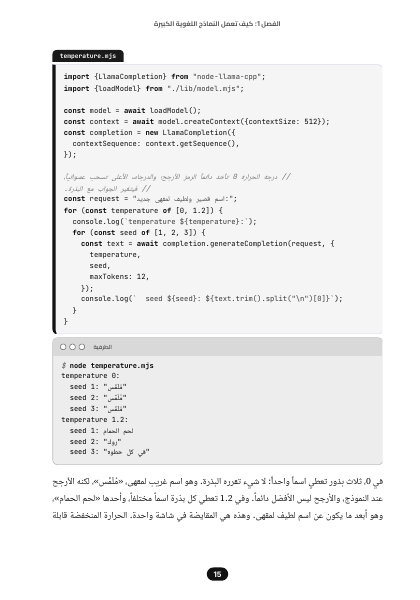 الفصل 1: كيف تعمل النماذج اللغوية الكبيرة
temperature.mjs
import {LlamaCompletion} from "node-llama-cpp";
import {loadModel} from "./lib/model.mjs";
const model = await loadModel();
const context = await model.createContext({contextSize: 512});
const completion = new LlamaCompletion({
  contextSequence: context.getSequence(),
});
// درجة الحرارة 0 تأخذ دائماً الرمز الأرجح؛ والدرجات الأعلى تسحب عشوائياً،
// فيتغير الجواب مع البذرة.
const request = "اسم قصير ولطيف لمقهى جديد:";
for (const temperature of [0, 1.2]) {
  console.log(`temperature ${temperature}:`);
  for (const seed of [1, 2, 3]) {
    const text = await completion.generateCompletion(request, {
      temperature,
      seed,
      maxTokens: 12,
    });
    console.log(`  seed ${seed}: ${text.trim().split("\n")[0]}`);
  }
}
الطرفية
$ node temperature.mjs
temperature 0:
  seed 1: "مُلقّس"
  seed 2: "مُلقّس"
  seed 3: "مُلقّس"
temperature 1.2:
  seed 1: لحم الحمام
  seed 2: "رونك"
  seed 3: "في كل خطوة"
في 0، ثلاث بذور تعطي اسماً واحداً: لا شيء تقرره البذرة. وهو اسم غريب لمقهى، «مُلقّس»، لكنه الأرجح
عند النموذج، والأرجح ليس الأفضل دائماً. وفي 1.2 تعطي كل بذرة اسماً مختلفاً، وأحدها «لحم الحمام»،
وهو أبعد ما يكون عن اسم لطيف لمقهى. وهذه هي المقايضة في شاشة واحدة. الحرارة المنخفضة قابلة
15